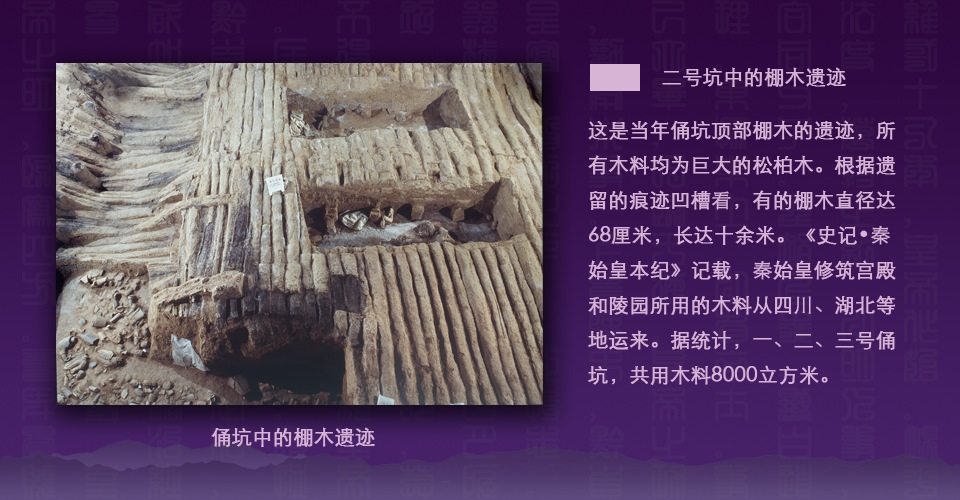 二号坑中的棚木遗迹
这是当年俑坑顶部棚木的遗迹，所
有木料均为巨大的松柏木。根据遗
留的痕迹凹槽看，有的棚木直径达
68厘米，长达十余米。《史记•秦
始皇本纪》记载，秦始皇修筑宫殿
和陵园所用的木料从四川、湖北等
地运来。据统计，一、二、三号俑
坑，共用木料8000立方米。
俑坑中的棚木遗迹